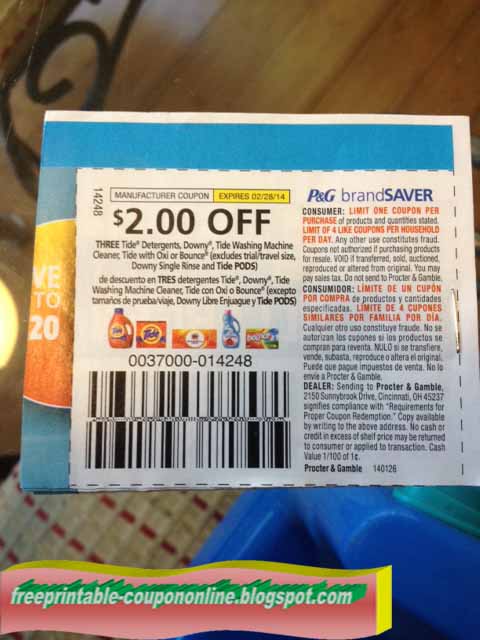 MANUFACTURER COUPON EXPIRES 02/28/14
14248
$2.00 OFF
THREE Tide® Detergents, Downy®, Tide Washing Machine
Cleaner, Tide with Oxi or Bounce® (excludes trial/travel size,
Downy Single Rinse and Tide PODS)
de descuento en TRES detergentes Tide®, Downy®, Tide
Washing Machine Cleaner, Tide con Oxi o Bounce® (excepto
tamaños de prueba/viaje, Downy Libre Enjuague y Tide PODS)
0037000-014248
P&G brandSAVER
CONSUMER: LIMIT ONE COUPON PER
PURCHASE of products and quantities stated.
LIMIT OF 4 LIKE COUPONS PER HOUSEHOLD
PER DAY. Any other use constitutes fraud.
Coupons not authorized if purchasing products
for resale. VOID if transferred, sold, auctioned,
reproduced or altered from original. You may
pay sales tax. Do not send to Procter & Gamble.
CONSUMIDOR: LÍMITE DE UN CUPÓN
POR COMPRA de productos y cantidades
especificadas. LÍMITE DE 4 CUPONES
SIMILARES POR FAMILIA POR DÍA.
Cualquier otro uso constituye fraude. No se
autorizan los cupones si los productos se
compran para reventa. NULO si se transfiere,
vende, subasta, reproduce o altera el original.
Puede que pague impuestos de venta. No lo
envíe a Procter & Gamble.
DEALER: Sending to Procter & Gamble,
2150 Sunnybrook Drive, Cincinnati, OH 45237
signifies compliance with "Requirements for
Proper Coupon Redemption." Copy available
by writing to the above address. No cash or
credit in excess of shelf price may be returned
to consumer or applied to transaction. Cash
Value 1/100 of 1¢.
Procter & Gamble 140126
VE
TO
20
freeprintable-couponoonline.blogspot.com